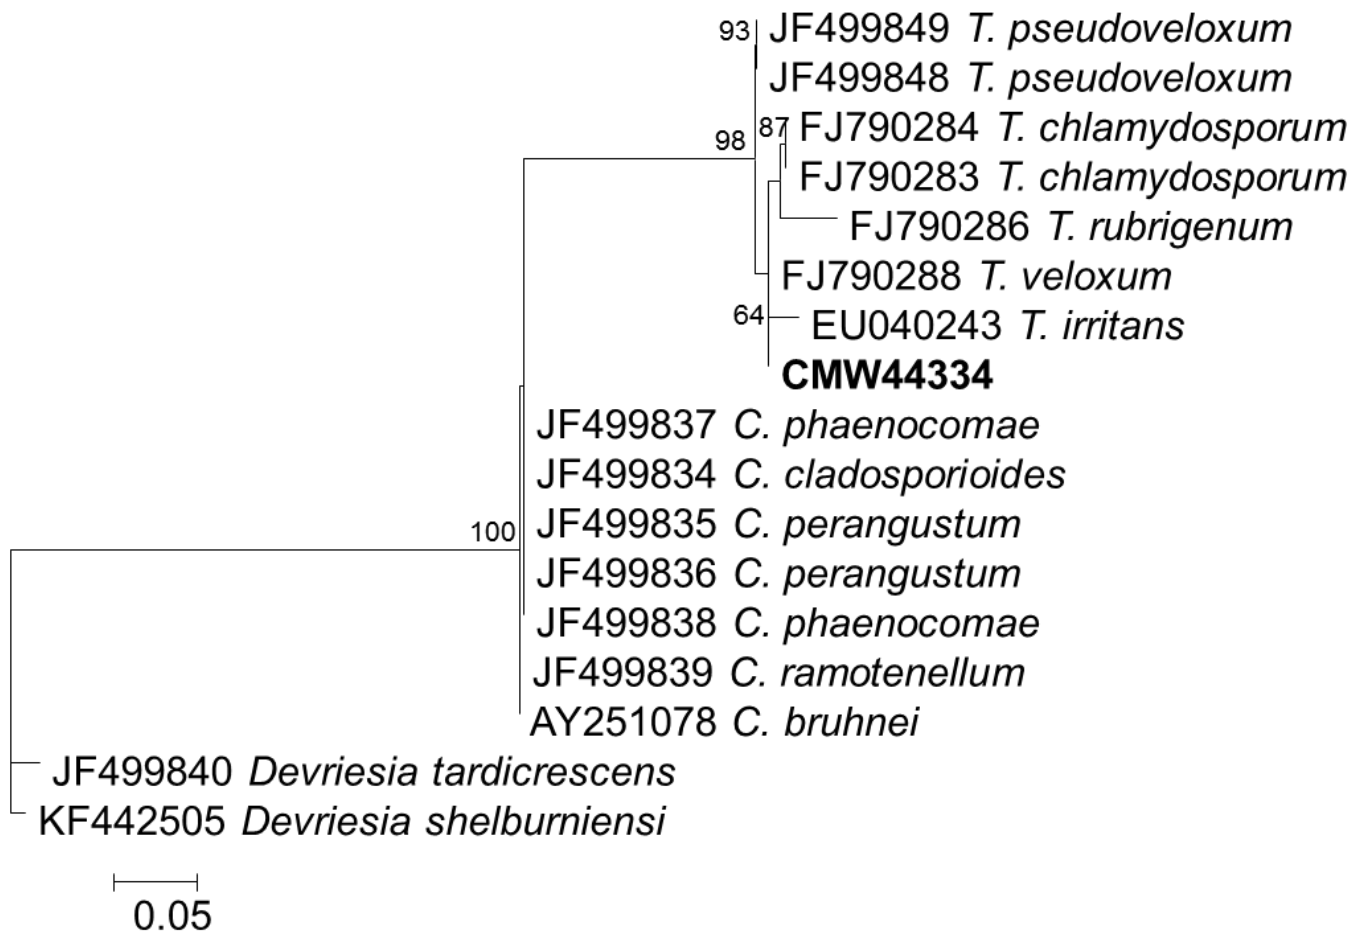 93
JF499849 T. pseudoveloxum
JF499848 T. pseudoveloxum
98
87
FJ790284 T. chlamydosporum
FJ790283 T. chlamydosporum
FJ790286 T. rubrigenum
FJ790288 T. veloxum
64
EU040243 T. irritans
CMW44334
JF499837 C. phaenocomae
JF499834 C. cladosporioides
100
JF499835 C. perangustum
JF499836 C. perangustum
JF499838 C. phaenocomae
JF499839 C. ramotenellum
AY251078 C. bruhnei
JF499840 Devriesia tardicrescens
KF442505 Devriesia shelburniensi
0.05